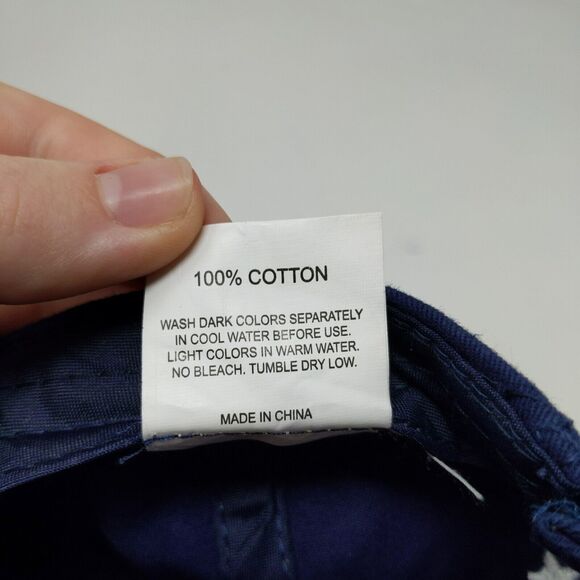 100% COTTON
WASH DARK COLORS SEPARATELY
IN COOL WATER BEFORE USE.
LIGHT COLORS IN WARM WATER.
NO BLEACH. TUMBLE DRY LOW.
MADE IN CHINA